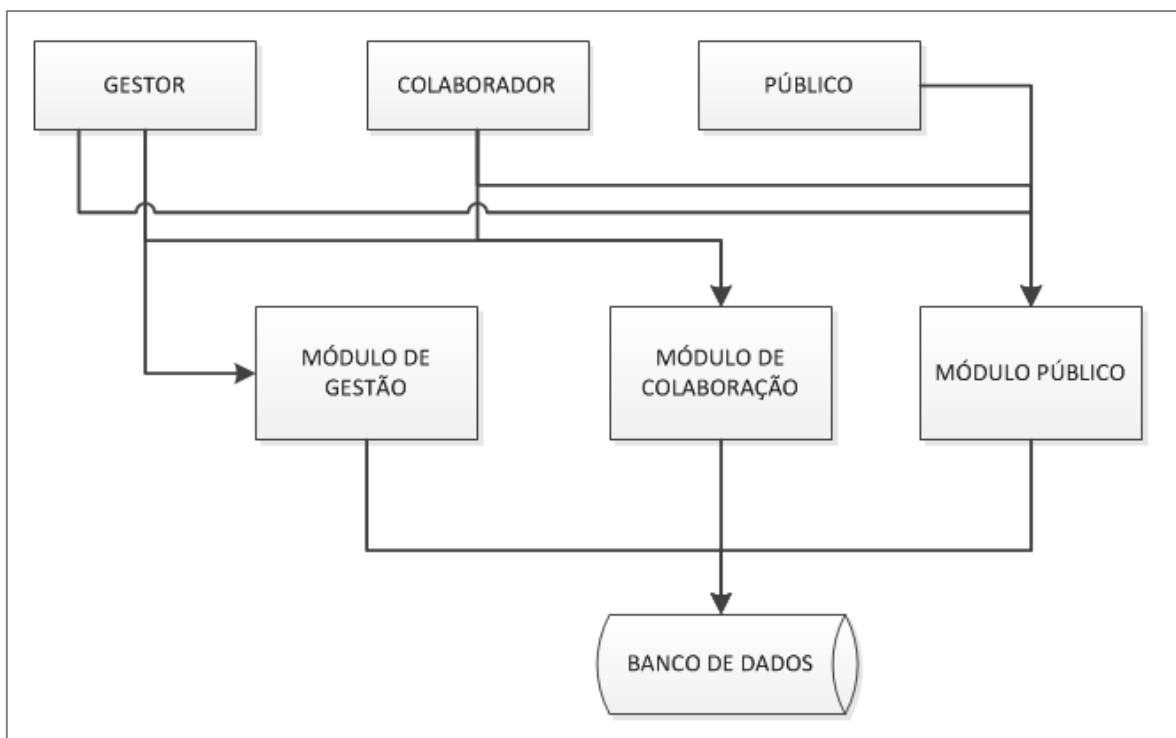 GESTOR
COLABORADOR
PÚBLICO
MÓDULO DE
GESTÃO
MÓDULO DE
COLABORAÇÃO
MÓDULO PÚBLICO
BANCO DE DADOS